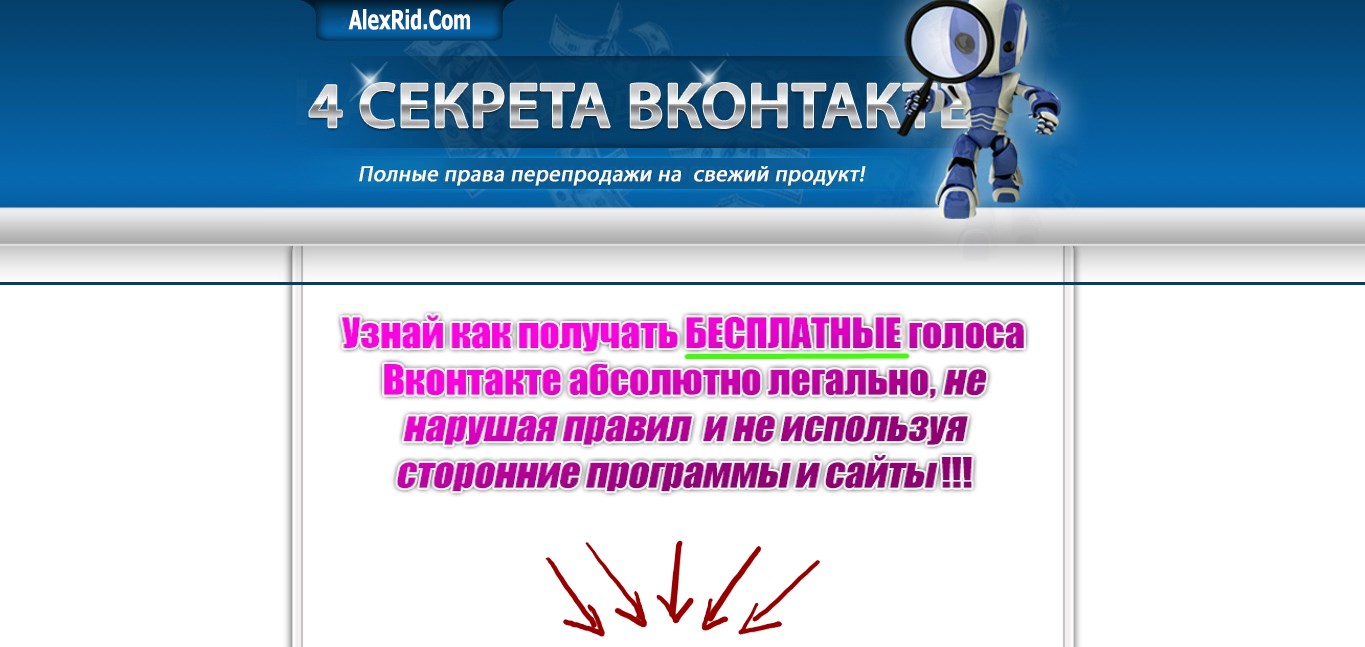 AlexRid.Com
4 СЕКРЕТА ВКОНТАКТЕ
Полные права перепродажи на свежий продукт!
Узнай как получать БЕСПЛАТНЫЕ голоса
Вконтакте абсолютно легально, не
нарушая правил и не используя
сторонние программы и сайты!!!